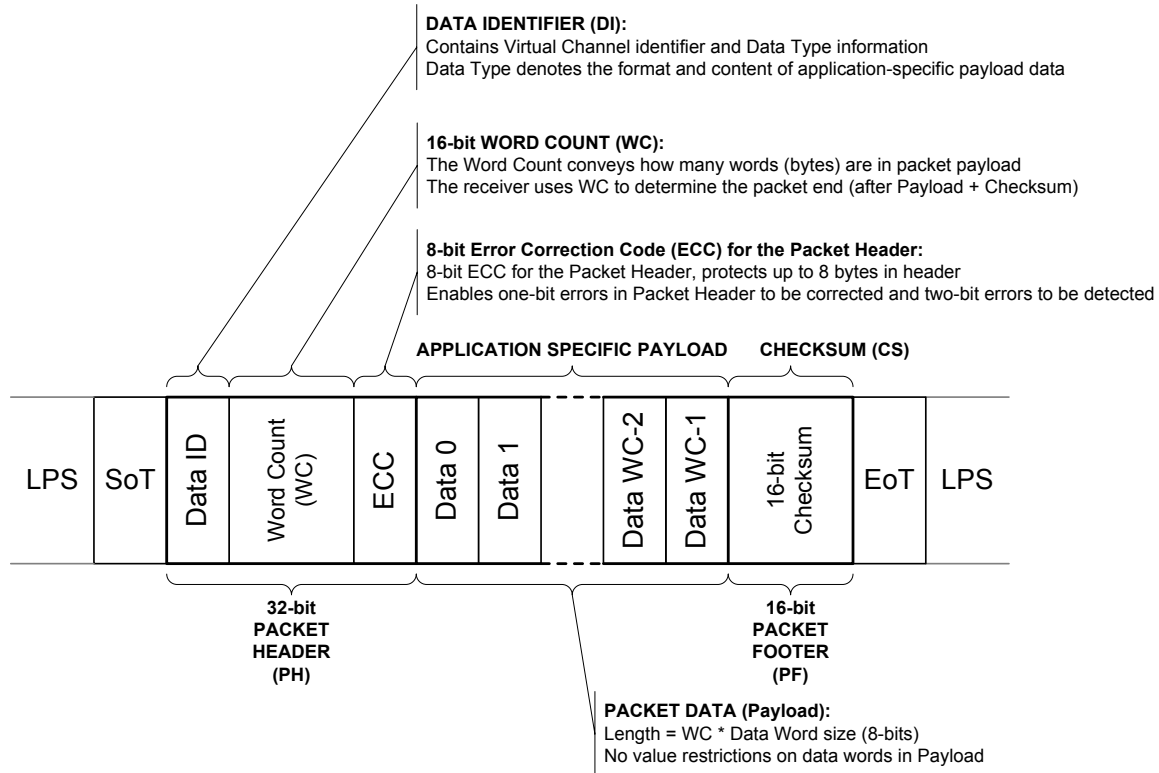 DATA IDENTIFIER (DI):
Contains Virtual Channel identifier and Data Type information
Data Type denotes the format and content of application-specific payload data
16-bit WORD COUNT (WC):
The Word Count conveys how many words (bytes) are in packet payload
The receiver uses WC to determine the packet end (after Payload + Checksum)
8-bit Error Correction Code (ECC) for the Packet Header:
8-bit ECC for the Packet Header, protects up to 8 bytes in header
Enables one-bit errors in Packet Header to be corrected and two-bit errors to be detected
APPLICATION SPECIFIC PAYLOAD
CHECKSUM (CS)
LPS
SoT
Data ID
Word Count
(WC)
ECC
Data 0
Data 1
Data WC-2
Data WC-1
16-bit
Checksum
EoT
LPS
32-bit
PACKET
HEADER
(PH)
16-bit
PACKET
FOOTER
(PF)
PACKET DATA (Payload):
Length = WC * Data Word size (8-bits)
No value restrictions on data words in Payload